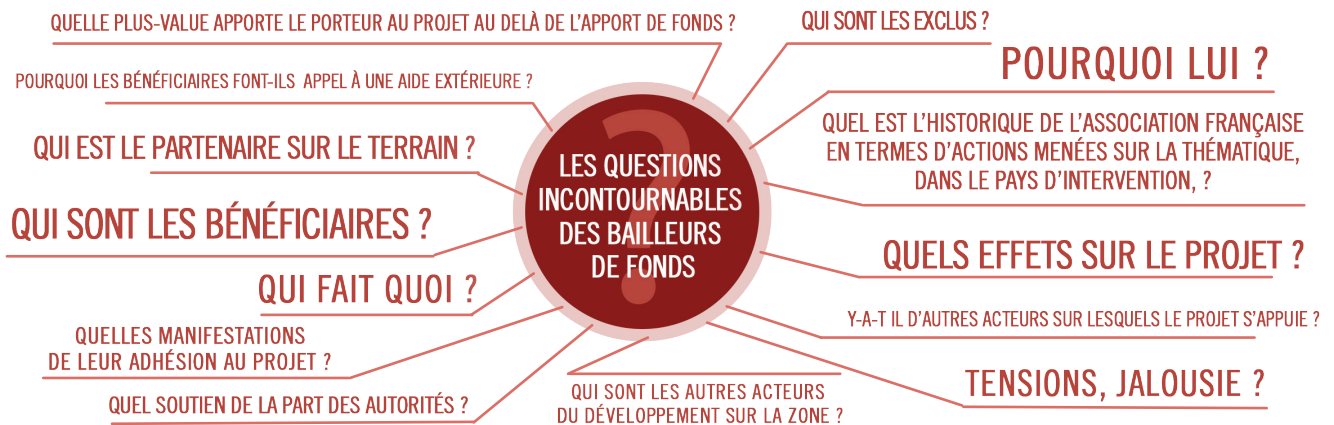 QUELLE PLUS-VALUE APPORTE LE PORTEUR AU PROJET AU DELÀ DE L'APPORT DE FONDS ?
QUI SONT LES EXCLUS ?
POURQUOI LUI ?
POURQUOI LES BÉNÉFICIAIRES FONT-ILS APPEL À UNE AIDE EXTÉRIEURE ?
QUEL EST L'HISTORIQUE DE L'ASSOCIATION FRANÇAISE
EN TERMES D'ACTIONS MENÉES SUR LA THÉMATIQUE,
DANS LE PAYS D'INTERVENTION, ?
QUI EST LE PARTENAIRE SUR LE TERRAIN ?
?
LES QUESTIONS
INCONTOURNABLES
DES BAILLEURS
DE FONDS
QUI SONT LES BÉNÉFICIAIRES ?
QUELS EFFETS SUR LE PROJET ?
QUI FAIT QUOI ?
Y-A-T IL D'AUTRES ACTEURS SUR LESQUELS LE PROJET S'APPUIE ?
QUELLES MANIFESTATIONS
DE LEUR ADHÉSION AU PROJET ?
TENSIONS, JALOUSIE ?
QUEL SOUTIEN DE LA PART DES AUTORITÉS ?
QUI SONT LES AUTRES ACTEURS
DU DÉVELOPPEMENT SUR LA ZONE ?